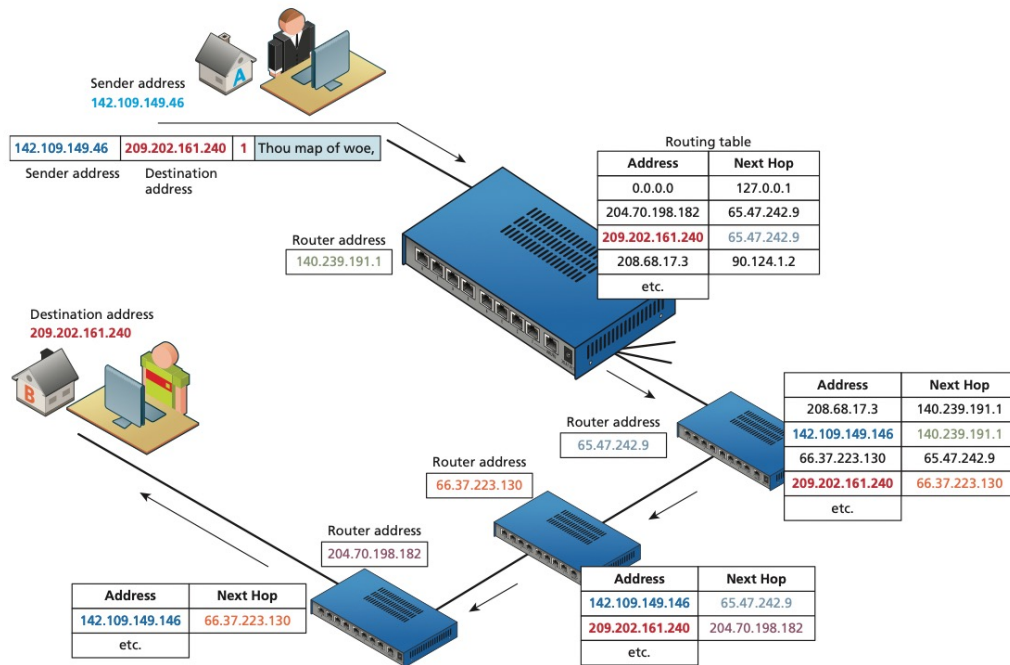 A
Sender address
142.109.149.46
142.109.149.46 209.202.161.240 1 Thou map of woe,
Sender address Destination
address
Routing table
Address Next Hop
0.0.0.0 127.0.0.1
204.70.198.182 65.47.242.9
209.202.161.240 65.47.242.9
208.68.17.3 90.124.1.2
etc.
Router address
140.239.191.1
Destination address
209.202.161.240
B
Router address
65.47.242.9
Address Next Hop
208.68.17.3 140.239.191.1
142.109.149.146 140.239.191.1
66.37.223.130 65.47.242.9
209.202.161.240 66.37.223.130
etc.
Router address
66.37.223.130
Router address
204.70.198.182
Address Next Hop
142.109.149.146 65.47.242.9
209.202.161.240 204.70.198.182
etc.
Address Next Hop
142.109.149.146 66.37.223.130
etc.